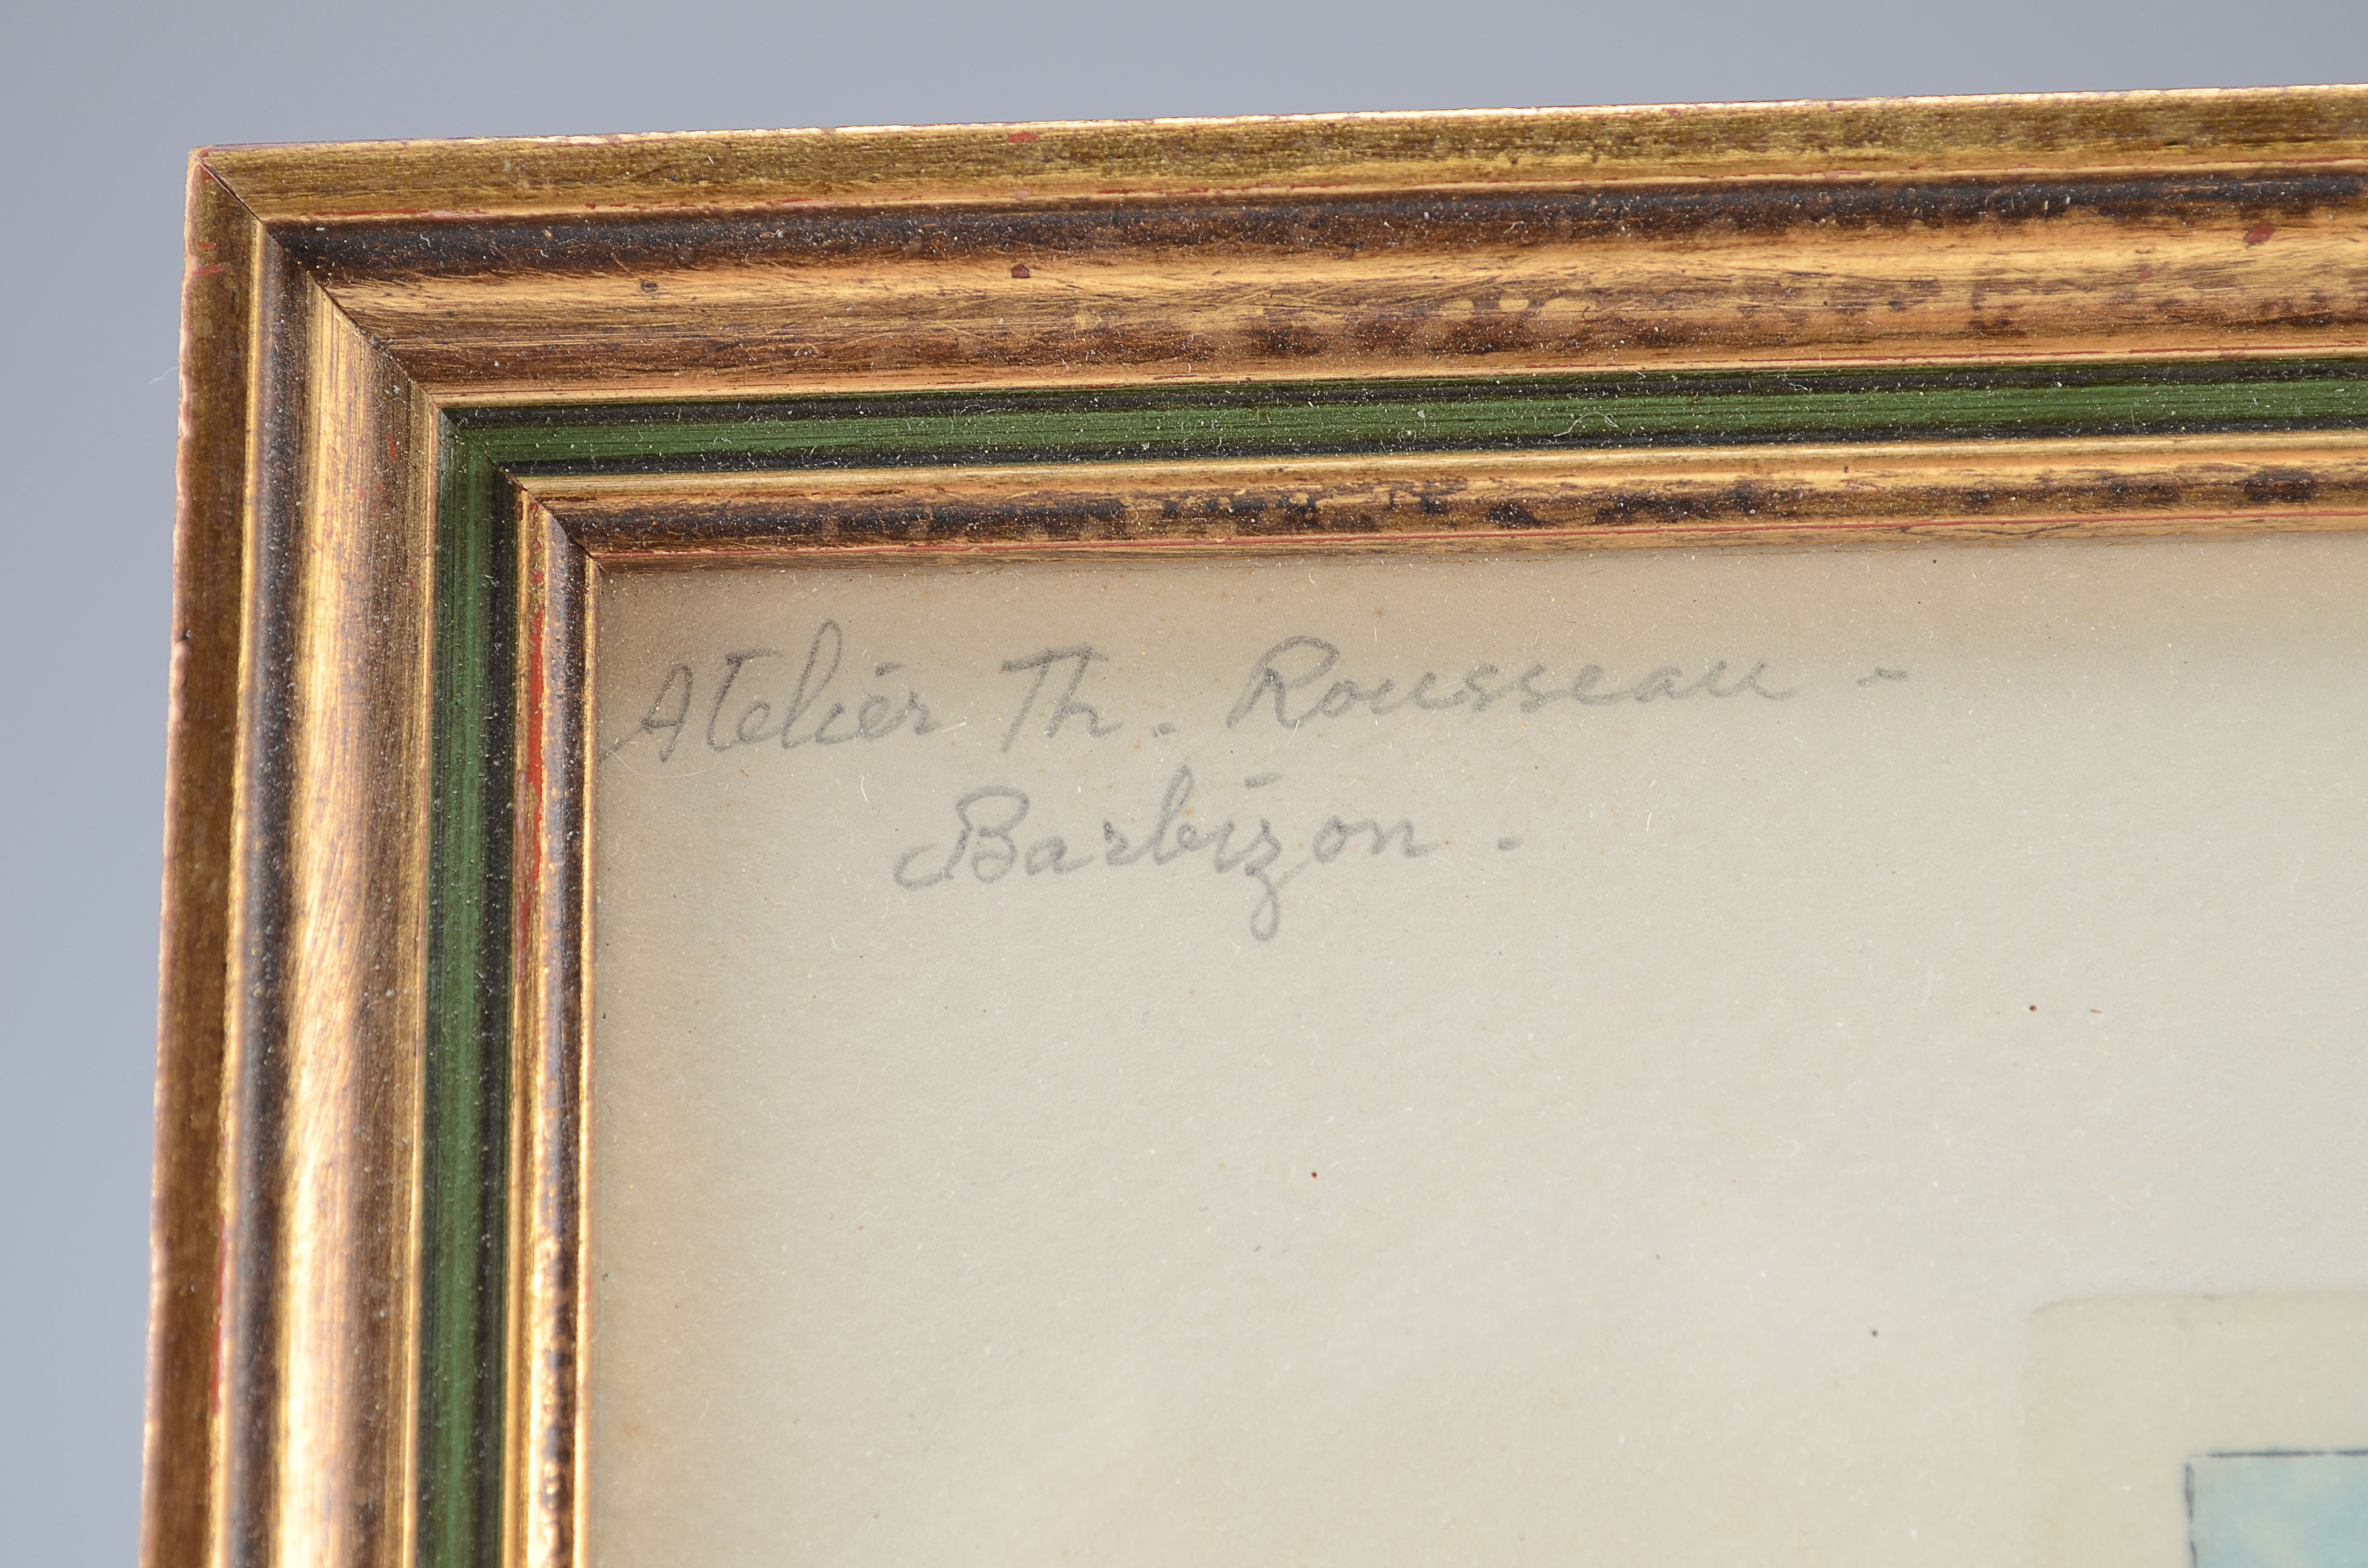 Atelier Th. Rousseau -
Barbizon.